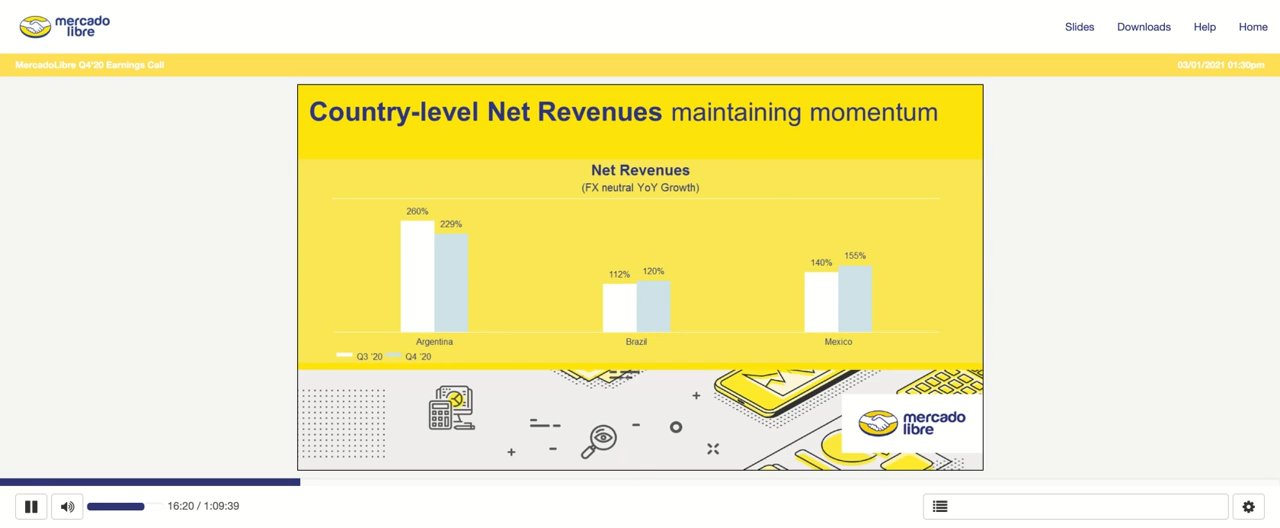 mercado
libre
Slides Downloads Help Home
MercadoLibre Q4'20 Earnings Call 03/01/2021 01:30pm
Country-level Net Revenues maintaining momentum
Net Revenues
(FX neutral YoY Growth)
260%
229%
112%
120%
140%
155%
Argentina Brazil Mexico
Q3 '20 Q4 '20
mercado
libre
16:20 / 1:09:39